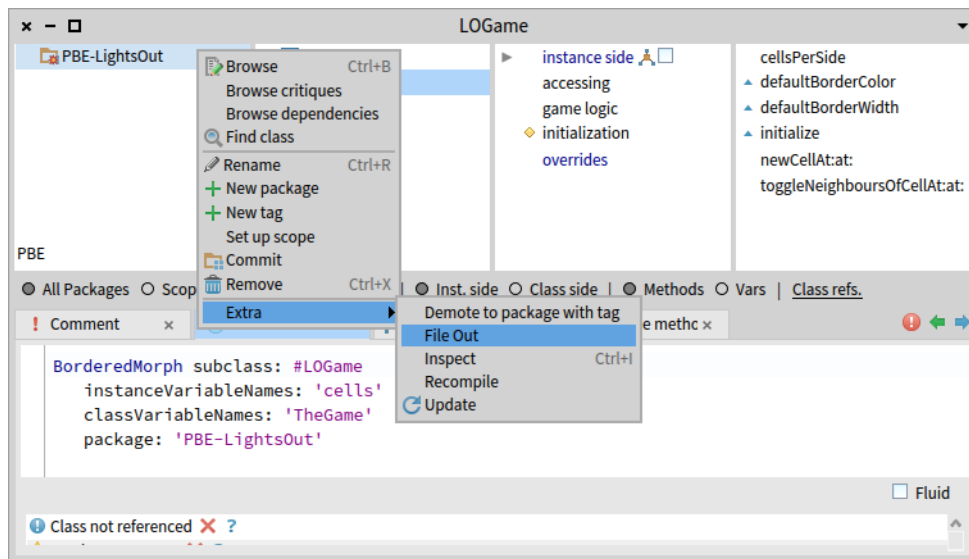 LOGame
PBE-LightsOut
Browse Ctrl+B
Browse critiques
Browse dependencies
Find class
Rename Ctrl+R
New package
New tag
Set up scope
Commit
Remove Ctrl+X
Extra
Demote to package with tag
File Out
Inspect Ctrl+I
Recompile
Update
instance side
accessing
game logic
initialization
overrides
cellsPerSide
defaultBorderColor
defaultBorderWidth
initialize
newCellAt:at:
toggleNeighboursOfCellAt:at:
PBE
All Packages Scop | Inst. side Class side | Methods Vars | Class refs.
! Comment × e methc ×
BorderedMorph subclass: #LOGame
instanceVariableNames: 'cells'
classVariableNames: 'TheGame'
package: 'PBE-LightsOut'
Fluid
Class not referenced ?